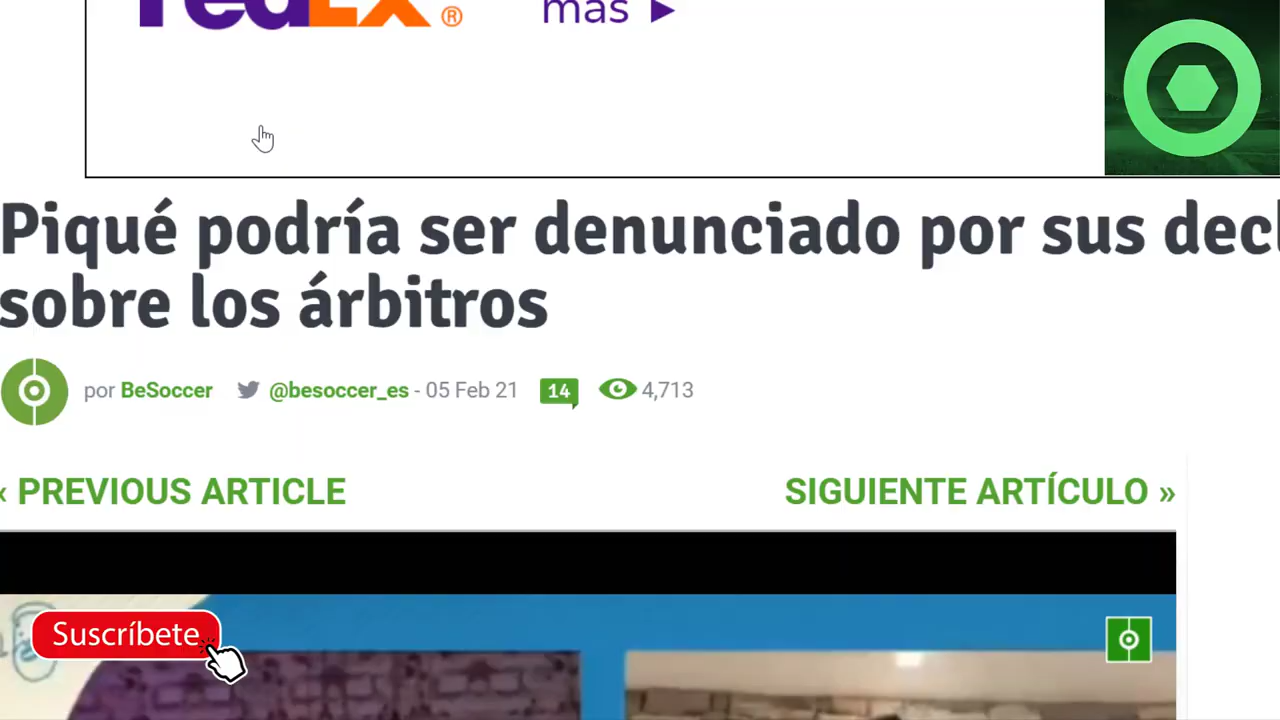 FedEx®
más ►
Piqué podría ser denunciado por sus decl
sobre los árbitros
por BeSoccer @besoccer_es - 05 Feb 21 14 4,713
« PREVIOUS ARTICLE
SIGUIENTE ARTÍCULO »
Suscríbete